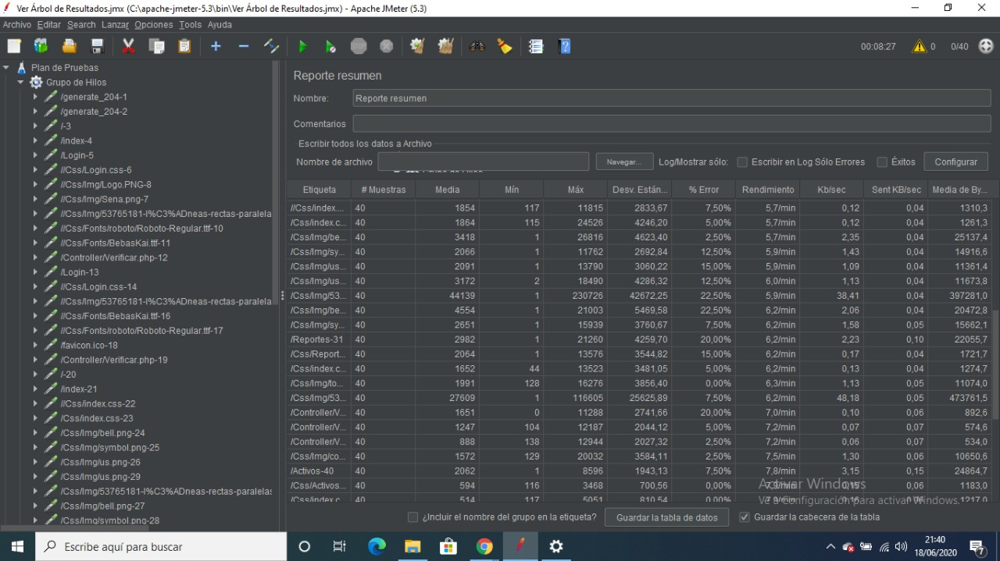 Ver Árbol de Resultados.jmx (C:\apache-jmeter-5.3\bin\Ver Árbol de Resultados.jmx) - Apache JMeter (5.3)
Archivo Editar Search Lanzar Opciones Tools Ayuda
00:08:27 0 0/40
Plan de Pruebas
Grupo de Hilos
/generate_204-1
/generate_204-2
/-3
/index-4
/Login-5
//Css/Login.css-6
//Css/Img/Logo.PNG-8
//Css/Img/Sena.png-7
//Css/Img/53765181-l%C3%ADneas-rectas-paralela
//Css/Fonts/roboto/Roboto-Regular.ttf-10
//Css/Fonts/BebasKai.ttf-11
/Controller/Verificar.php-12
/Login-13
//Css/Login.css-14
//Css/Img/53765181-l%C3%ADneas-rectas-paralela
//Css/Fonts/BebasKai.ttf-16
//Css/Fonts/roboto/Roboto-Regular.ttf-17
/favicon.ico-18
/Controller/Verificar.php-19
/-20
/index-21
//Css/index.css-22
/Css/index.css-23
/Css/Img/bell.png-24
/Css/Img/symbol.png-25
/Css/Img/us.png-26
/Css/Img/us.png-29
/Css/Img/53765181-l%C3%ADneas-rectas-paralelas
/Css/Img/bell.png-27
/Css/Img/symbol.png-28
Reporte resumen
Nombre: Reporte resumen
Comentarios
Escribir todos los datos a Archivo
Nombre de archivo Navegar... Log/Mostrar sólo: Escribir en Log Sólo Errores Éxitos Configurar
Etiqueta # Muestras Media Mín Máx Desv. Están... % Error Rendimiento Kb/sec Sent KB/sec Media de By...
//Css/index.... 40 1854 117 11815 2833,67 7,50% 5,7/min 0,12 0,04 1310,3
/Css/index.c... 40 1864 115 24526 4246,20 5,00% 5,7/min 0,12 0,04 1261,3
/Css/Img/be... 40 3418 1 26816 4623,40 2,50% 5,7/min 2,35 0,04 25137,4
/Css/Img/sy... 40 2066 1 11762 2692,84 12,50% 5,9/min 1,43 0,04 14916,6
/Css/Img/us... 40 2091 1 13790 3060,22 15,00% 5,9/min 1,09 0,04 11361,4
/Css/Img/us... 40 3172 2 18490 4286,32 12,50% 6,0/min 1,13 0,04 11673,8
/Css/Img/53... 40 44139 1 230726 42672,25 22,50% 5,9/min 38,41 0,04 397281,0
/Css/Img/be... 40 4554 1 21003 5469,58 22,50% 6,2/min 2,06 0,04 20472,8
/Css/Img/sy... 40 2651 1 15939 3760,67 7,50% 6,2/min 1,58 0,05 15662,1
/Reportes-31 40 2982 1 21260 4259,70 20,00% 6,2/min 2,23 0,10 22055,7
/Css/Report... 40 2064 1 13576 3544,82 15,00% 6,2/min 0,17 0,04 1721,7
/Css/index.c... 40 1652 44 13523 3481,05 5,00% 6,2/min 0,13 0,04 1274,7
/Css/Img/to... 40 1991 128 16276 3856,40 0,00% 6,3/min 1,13 0,05 11074,0
/Css/Img/53... 40 27609 1 116605 25625,89 7,50% 6,2/min 48,18 0,05 473761,5
/Controller/V... 40 1651 0 11288 2741,66 20,00% 7,0/min 0,10 0,06 892,6
/Controller/V... 40 1247 104 12187 2044,12 5,00% 7,2/min 0,07 0,07 574,6
/Controller/V... 40 888 138 12944 2027,32 2,50% 7,2/min 0,06 0,07 534,0
/Css/Img/co... 40 1572 129 20032 3584,11 2,50% 7,5/min 1,30 0,06 10650,6
/Activos-40 40 2062 1 8596 1943,13 7,50% 7,8/min 3,15 0,15 24864,7
/Css/Activos... 40 594 116 3468 700,56 0,00% 7,9/min 0,15 0,06 1183,0
/Css/index.c... 40 514 117 5051 810,54 0,00% 7,9/min 0,16 0,06 1217,0
Activar Windows
Ve a Configuración para activar Windows.
¿Incluir el nombre del grupo en la etiqueta? Guardar la tabla de datos Guardar la cabecera de la tabla
Escribe aquí para buscar
21:40
18/06/2020
7